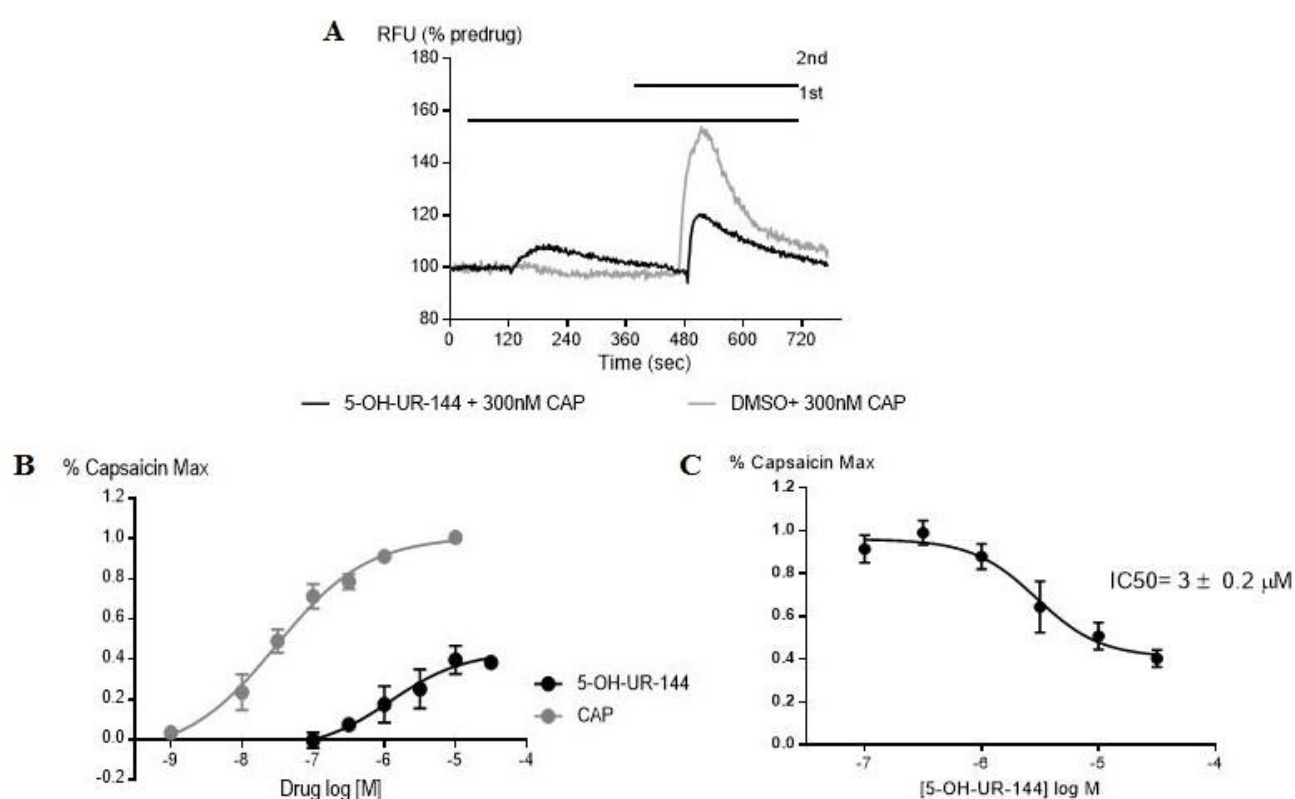 A
RFU (% predrug)
180
160
140
120
100
80
2nd
1st
0 120 240 360 480 600 720
Time (sec)
5-OH-UR-144 + 300nM CAP
DMSO+ 300nM CAP
B
% Capsaicin Max
1.2
1.0
0.8
0.6
0.4
0.2
0.0
-0.2
-9 -8 -7 -6 -5 -4
Drug log [M]
5-OH-UR-144
CAP
C
% Capsaicin Max
1.2
1.0
0.8
0.6
0.4
0.2
0.0
-7 -6 -5 -4
[5-OH-UR-144] log M
IC50= 3 ± 0.2 µM